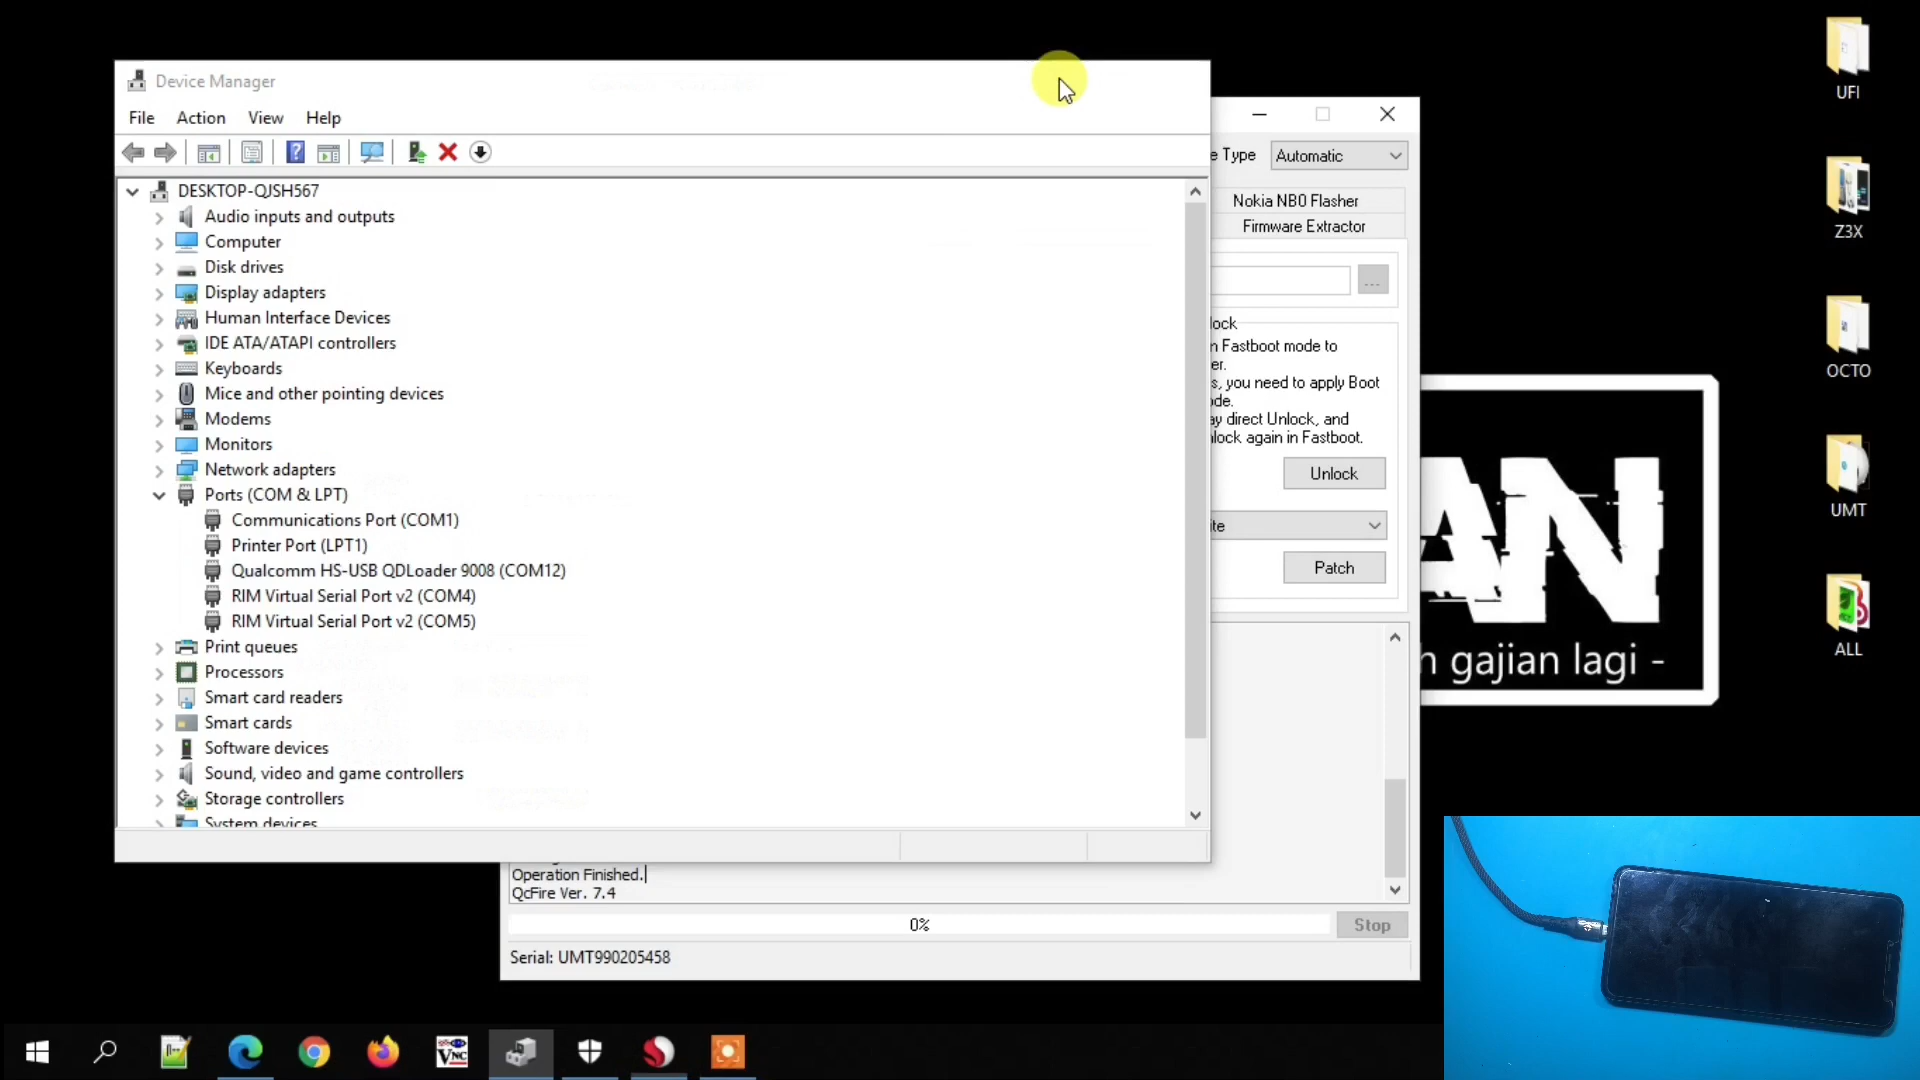 Device Manager
File Action View Help
DESKTOP-QJSH567
Audio inputs and outputs
Computer
Disk drives
Display adapters
Human Interface Devices
IDE ATA/ATAPI controllers
Keyboards
Mice and other pointing devices
Modems
Monitors
Network adapters
Ports (COM & LPT)
Communications Port (COM1)
Printer Port (LPT1)
Qualcomm HS-USB QDLoader 9008 (COM12)
RIM Virtual Serial Port v2 (COM4)
RIM Virtual Serial Port v2 (COM5)
Print queues
Processors
Smart card readers
Smart cards
Software devices
Sound, video and game controllers
Storage controllers
System devices
e Type Automatic
Nokia NB0 Flasher
Firmware Extractor
...
lock
n Fastboot mode to
er.
s, you need to apply Boot
ode.
ay direct Unlock, and
nlock again in Fastboot.
Unlock
ite
Patch
Operation Finished.
QcFire Ver. 7.4
0% Stop
Serial: UMT990205458
AN
h gajian lagi -
UFI
Z3X
OCTO
UMT
ALL
VNC